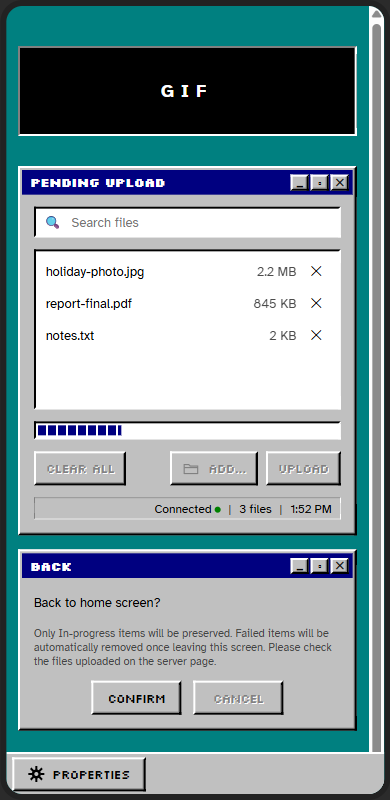 GIF
PENDING UPLOAD
Search files
holiday-photo.jpg 2.2 MB
report-final.pdf 845 KB
notes.txt 2 KB
CLEAR ALL ADD... UPLOAD
Connected | 3 files | 1:52 PM
BACK
Back to home screen?
Only In-progress items will be preserved. Failed items will be
automatically removed once leaving this screen. Please check
the files uploaded on the server page.
CONFIRM CANCEL
PROPERTIES